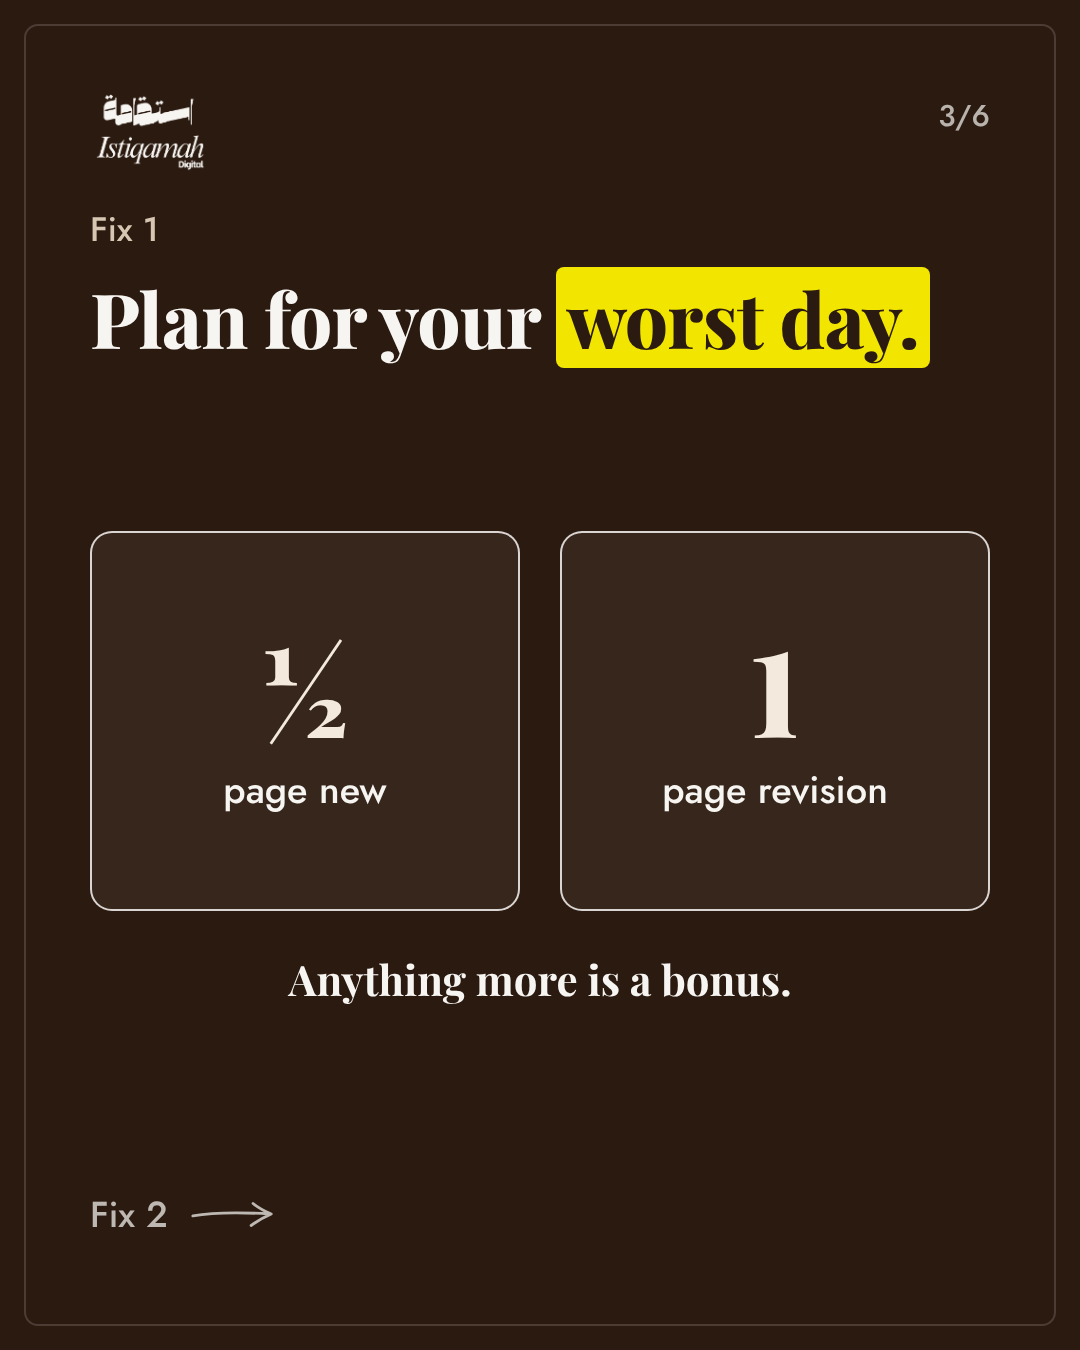 استقامة
Istiqamah
Digital
3/6
Fix 1
Plan for your worst day.
½
page new
1
page revision
Anything more is a bonus.
Fix 2